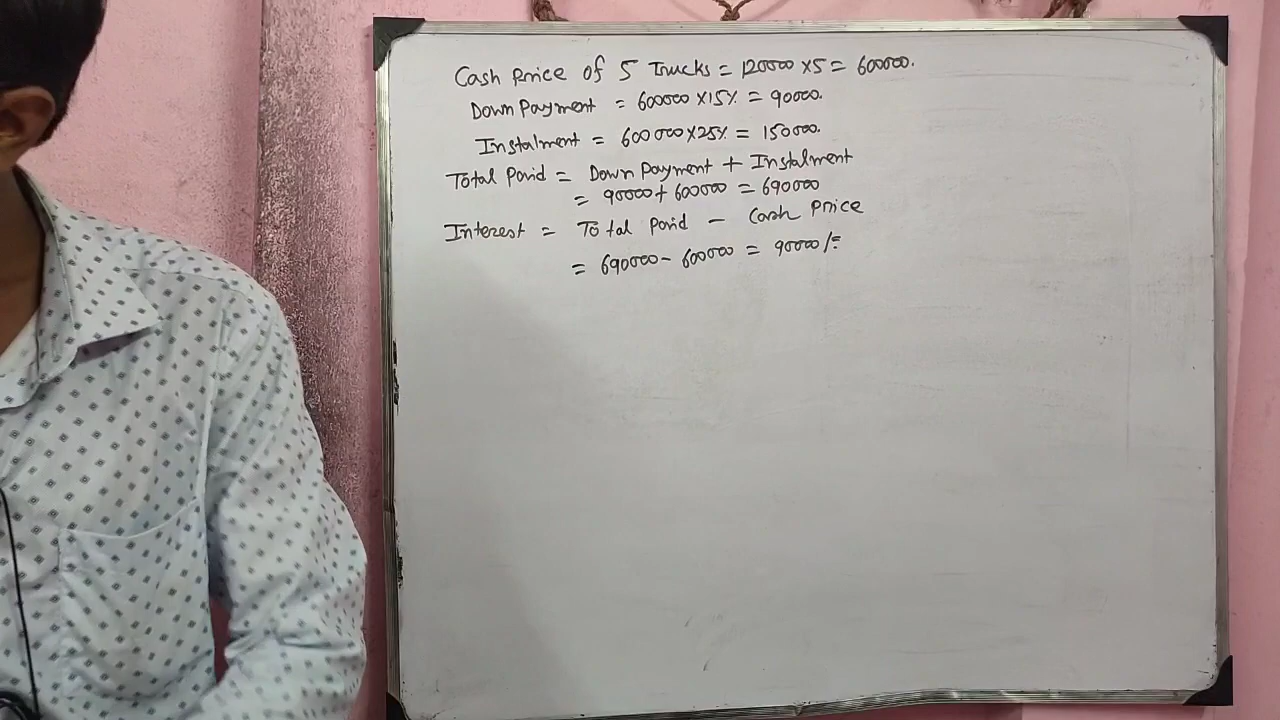 Cash Price of 5 Trucks = 120000 × 5 = 600000.
Down Payment = 600000 × 15% = 90000.
Instalment = 600000 × 25% = 150000.
Total Paid = Down Payment + Instalment
= 90000 + 600000 = 690000
Interest = Total Paid - Cash Price
= 690000 - 600000 = 90000/=